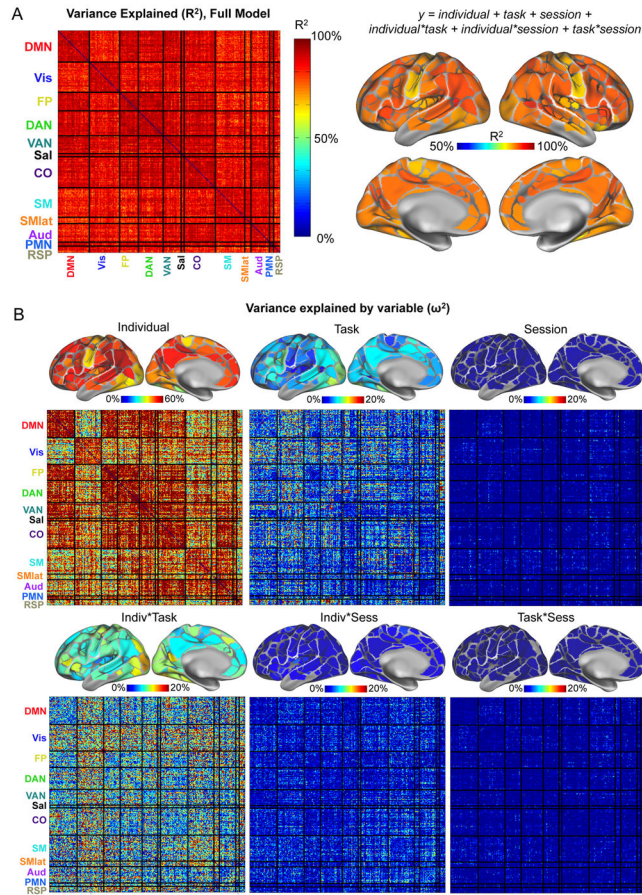 A
Variance Explained (R²), Full Model
DMN
Vis
FP
DAN
VAN
Sal
CO
SM
SMlat
Aud
PMN
RSP
DMN
Vis
FP
DAN
VAN
Sal
CO
SM
SMlat
Aud
PMN
RSP
R²
100%
50%
0%
y = individual + task + session +
individual*task + individual*session + task*session
R²
50% 100%
B
Variance explained by variable (ω²)
Individual
Task
Session
0% 60%
0% 20%
0% 20%
DMN
Vis
FP
DAN
VAN
Sal
CO
SM
SMlat
Aud
PMN
RSP
Indiv*Task
Indiv*Sess
Task*Sess
0% 20%
0% 20%
0% 20%
DMN
Vis
FP
DAN
VAN
Sal
CO
SM
SMlat
Aud
PMN
RSP